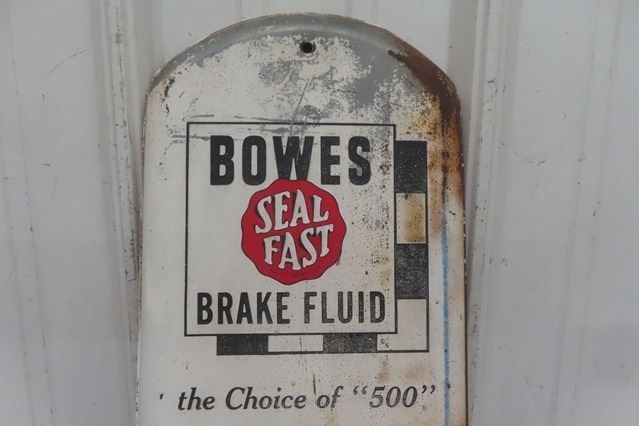 BOWES
SEAL
FAST
BRAKE FLUID
the Choice of “500”